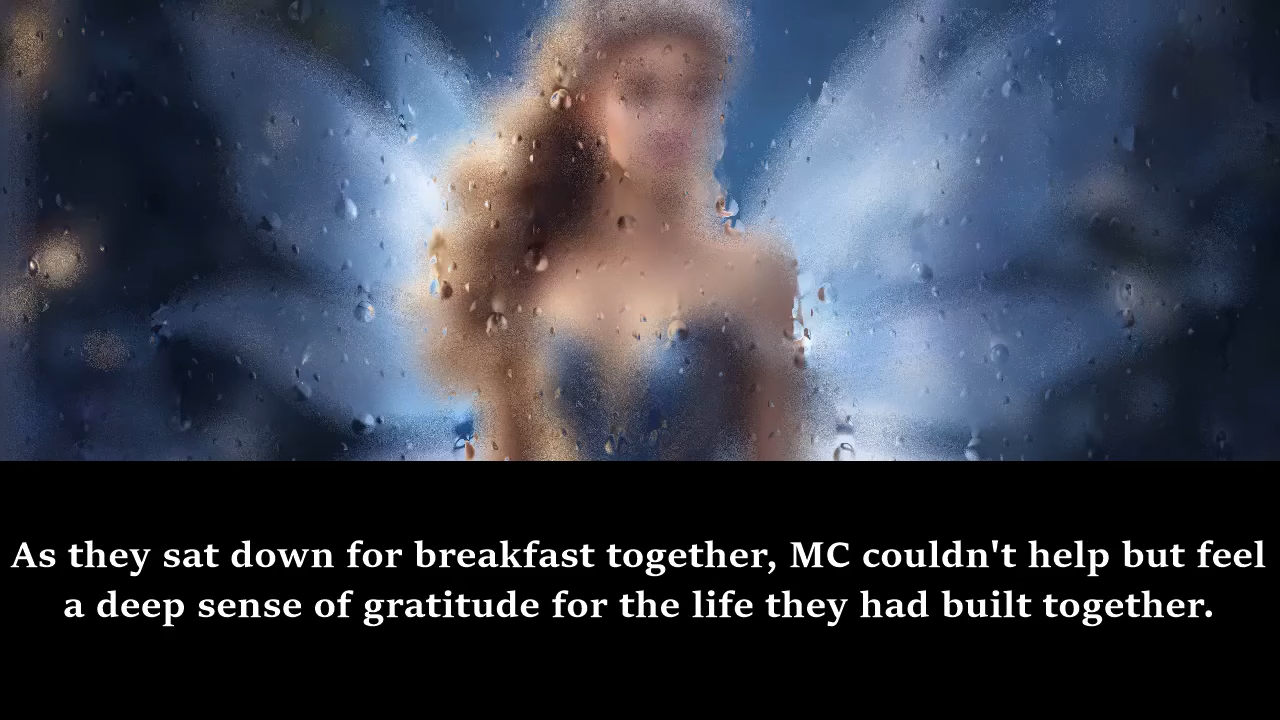 As they sat down for breakfast together, MC couldn't help but feel
a deep sense of gratitude for the life they had built together.